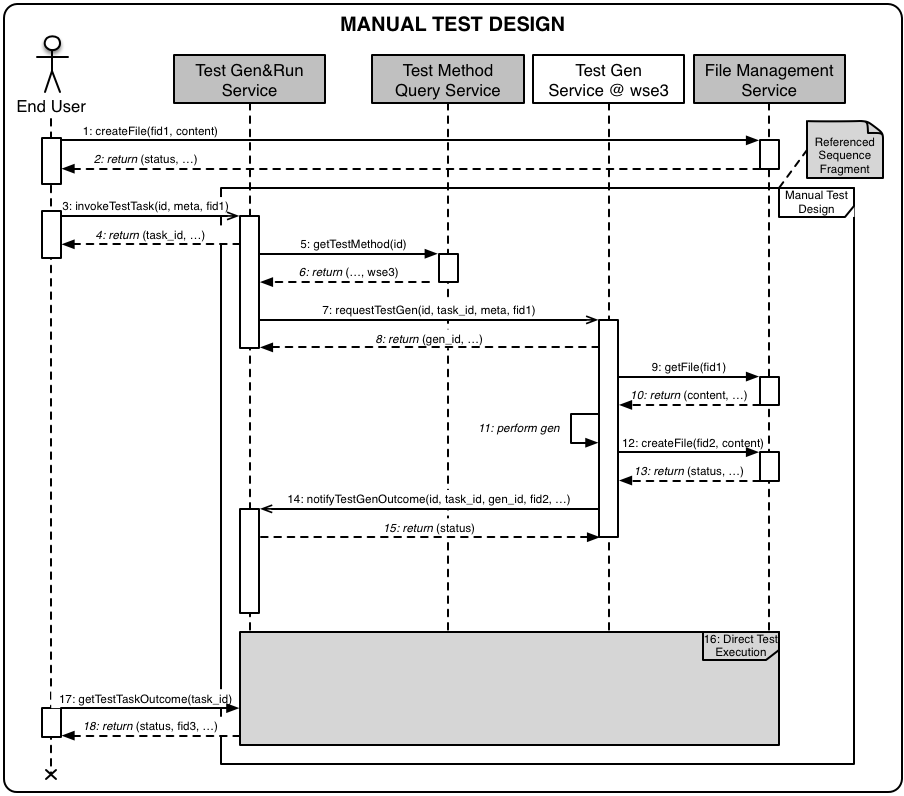 MANUAL TEST DESIGN
End User
Test Gen&Run
Service
Test Method
Query Service
Test Gen
Service @ wse3
File Management
Service
1: createFile(fid1, content)
2: return (status, …)
Referenced
Sequence
Fragment
Manual Test
Design
3: invokeTestTask(id, meta, fid1)
4: return (task_id, …)
5: getTestMethod(id)
6: return (…, wse3)
7: requestTestGen(id, task_id, meta, fid1)
8: return (gen_id, …)
9: getFile(fid1)
10: return (content, …)
11: perform gen
12: createFile(fid2, content)
13: return (status, …)
14: notifyTestGenOutcome(id, task_id, gen_id, fid2, …)
15: return (status)
16: Direct Test
Execution
17: getTestTaskOutcome(task_id)
18: return (status, fid3, …)